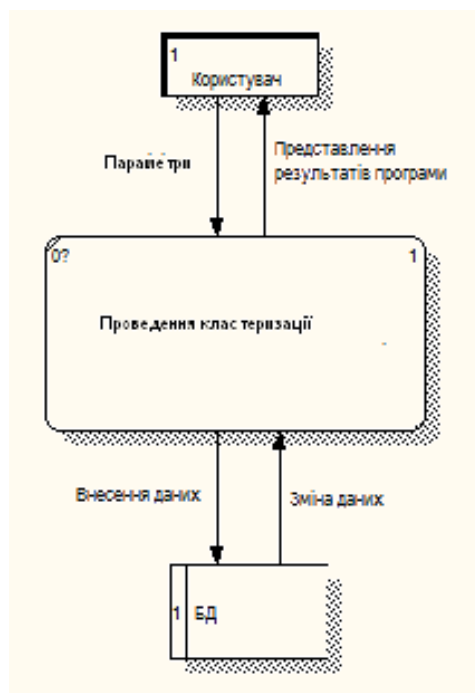 1
Користувач
Параметри
Представлення
результатів програми
0?
1
Проведення кластеризації
Внесення даних
Зміна даних
1
БД